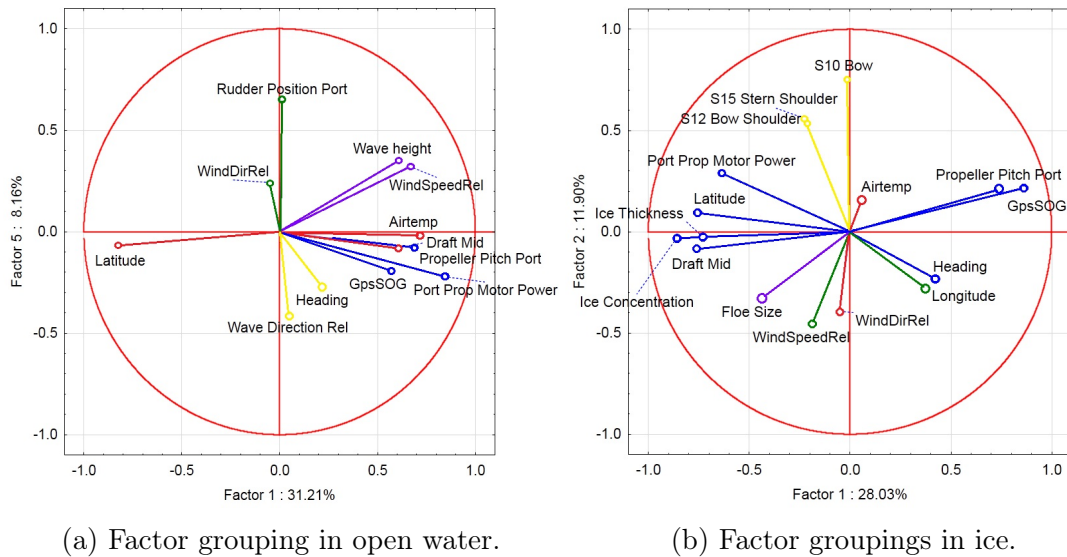 1.0
Rudder Position Port
0.5
Wave height
WindDirRel
WindSpeedRel
Airtemp
0.0
Draft Mid
Latitude
Propeller Pitch Port
GpsSOG
Heading
Port Prop Motor Power
Wave Direction Rel
-0.5
-1.0
Factor 5 : 8.16%
-1.0 -0.5 0.0 0.5 1.0
Factor 1 : 31.21%
(a) Factor grouping in open water.
1.0
S10 Bow
S15 Stern Shoulder
0.5
S12 Bow Shoulder
Port Prop Motor Power
Propeller Pitch Port
Airtemp
Latitude
GpsSOG
Ice Thickness
0.0
Draft Mid
Heading
Ice Concentration
Longitude
Floe Size
WindDirRel
WindSpeedRel
-0.5
-1.0
Factor 2 : 11.90%
-1.0 -0.5 0.0 0.5 1.0
Factor 1 : 28.03%
(b) Factor groupings in ice.